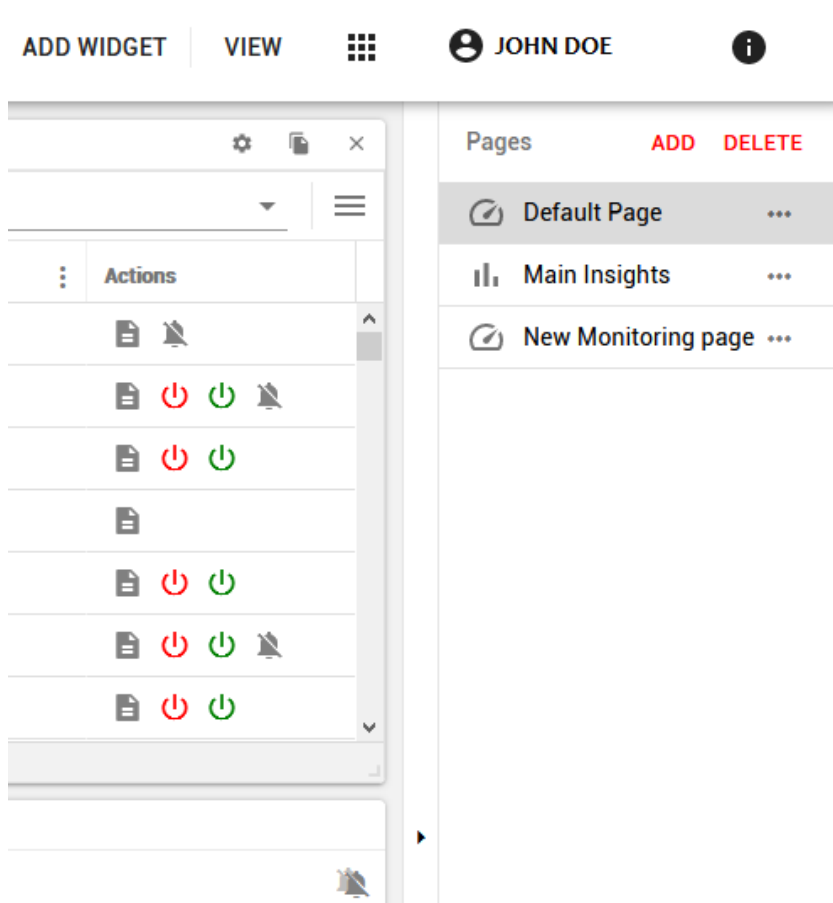 ADD WIDGET VIEW JOHN DOE
Pages ADD DELETE
Default Page
Actions
Main Insights
New Monitoring page